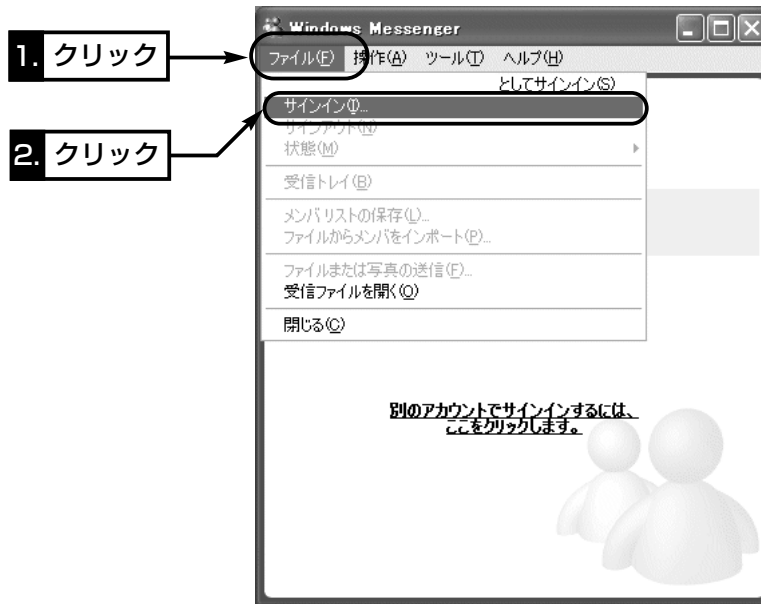 Windows Messenger
1. クリック
ファイル(F) 操作(A) ツール(T) ヘルプ(H)
としてサインイン(S)
サインイン(I)...
サインアウト(N)
2. クリック
状態(M)
受信トレイ(B)
メンバリストの保存(L)...
ファイルからメンバをインポート(P)...
ファイルまたは写真の送信(F)...
受信ファイルを開く(O)
閉じる(C)
別のアカウントでサインインするには、
ここをクリックします。